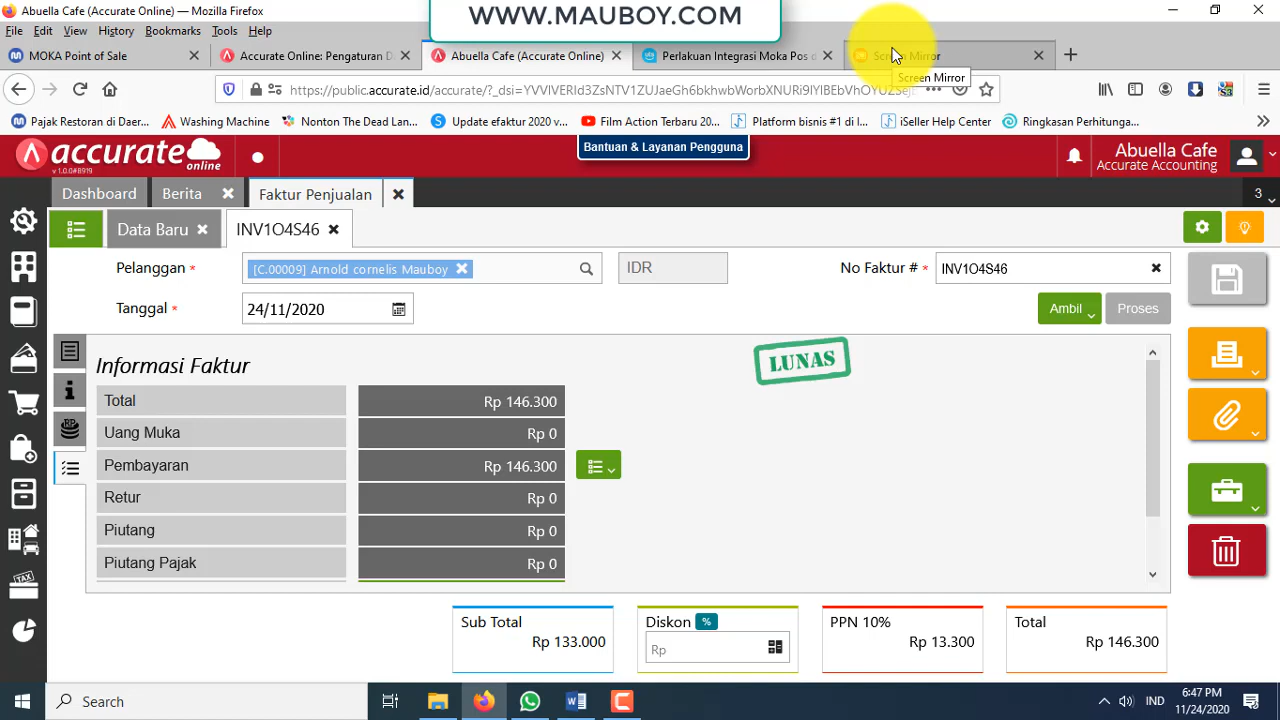 Abuella Cafe (Accurate Online) - Mozilla Firefox
WWW.MAUBOY.COM
File Edit View History Bookmarks Tools Help
MOKA Point of Sale
Accurate Online: Pengaturan D
Abuella Cafe (Accurate Online)
Perlakuan Integrasi Moka Pos d
Screen Mirror
Screen Mirror
Pajak Restoran di Daer...
Washing Machine
Nonton The Dead Lan...
Update efaktur 2020 v...
Film Action Terbaru 20...
Platform bisnis #1 di I...
iSeller Help Center
Ringkasan Perhitunga...
accurate
online
v 1.0.0#8919
Bantuan & Layanan Pengguna
Abuella Cafe
Accurate Accounting
Dashboard
Berita
Faktur Penjualan
3
Data Baru
INV1O4S46
Pelanggan *
[C.00009] Arnold cornelis Mauboy
IDR
No Faktur # *
INV1O4S46
Tanggal *
24/11/2020
Ambil
Proses
Informasi Faktur
LUNAS
Total Rp 146.300
Uang Muka Rp 0
Pembayaran Rp 146.300
Retur Rp 0
Piutang Rp 0
Piutang Pajak Rp 0
Sub Total
Rp 133.000
Diskon %
Rp
PPN 10%
Rp 13.300
Total
Rp 146.300
Search
IND
6:47 PM
11/24/2020